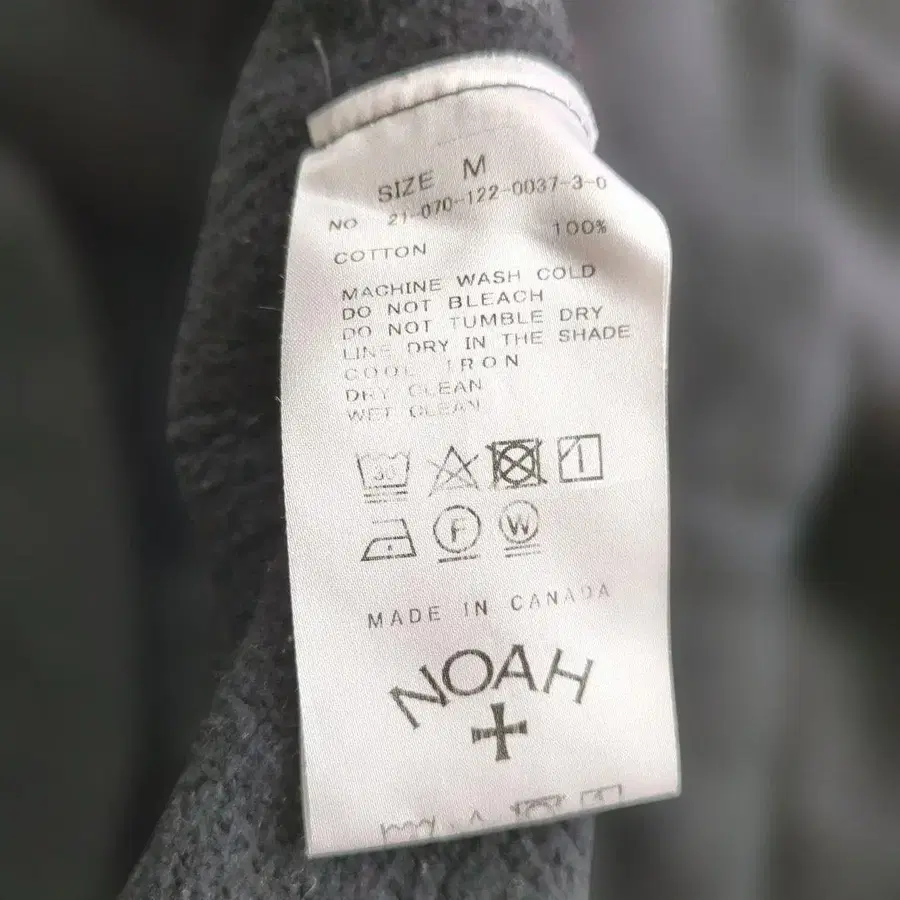 SIZE M
NO 21-070-122-0037-3-0
COTTON 100%
MACHINE WASH COLD
DO NOT BLEACH
DO NOT TUMBLE DRY
LINE DRY IN THE SHADE
COOL IRON
DRY CLEAN
WET CLEAN
30
F W
MADE IN CANADA
NOAH